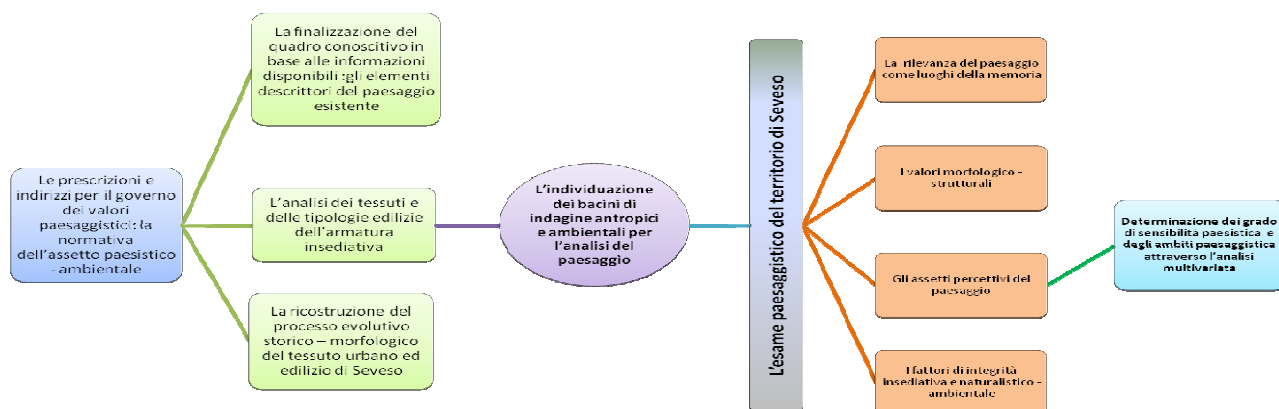 Le prescrizioni e
indirizzi per il governo
dei valori
paesaggistici: la
normativa
dell'assetto paesistico
- ambientale
La finalizzazione del
quadro conoscitivo in
base alle informazioni
disponibili :gli elementi
descrittori del paesaggio
esistente
L'analisi dei tessuti e
delle tipologie edilizie
dell'armatura
insediativa
La ricostruzione del
processo evolutivo
storico – morfologico
del tessuto urbano ed
edilizio di Seveso
L'individuazione
dei bacini di
indagine antropici
e ambientali per
l'analisi del
paesaggio
L'esame paesaggistico del territorio di Seveso
La rilevanza del paesaggio
come luoghi della memoria
I valori morfologico –
strutturali
Gli assetti percettivi del
paesaggio
I fattori di integrità
insediativa e naturalistico –
ambientale
Determinazione dei grado
di sensibilità paesistica e
degli ambiti paesaggistica
attraverso l'analisi
multivariata